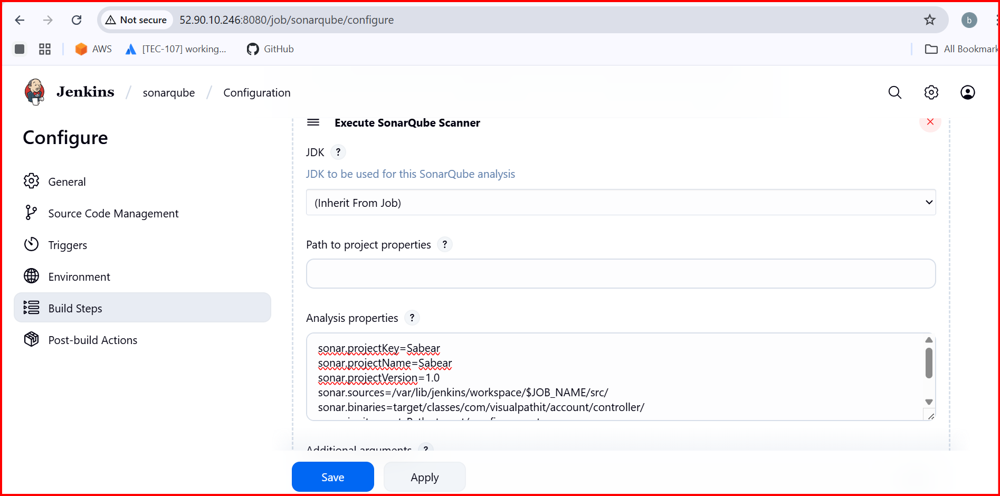 Not secure 52.90.10.246:8080/job/sonarqube/configure
b
AWS [TEC-107] working... GitHub All Bookmark
Jenkins / sonarqube / Configuration
Configure
General
Source Code Management
Triggers
Environment
Build Steps
Post-build Actions
Execute SonarQube Scanner
JDK ?
JDK to be used for this SonarQube analysis
(Inherit From Job)
Path to project properties ?
Analysis properties ?
sonar.projectKey=Sabear
sonar.projectName=Sabear
sonar.projectVersion=1.0
sonar.sources=/var/lib/jenkins/workspace/$JOB_NAME/src/
sonar.binaries=target/classes/com/visualpathit/account/controller/
Additional arguments ?
Save Apply